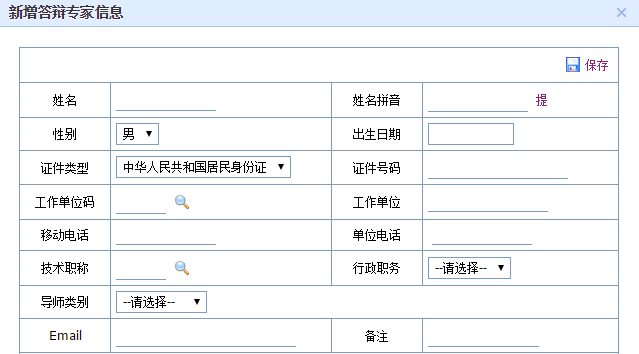 新增答辩专家信息
保存
姓名 姓名拼音 提
性别 男 出生日期
证件类型 中华人民共和国居民身份证 证件号码
工作单位码 工作单位
移动电话 单位电话
技术职称 行政职务 --请选择--
导师类别 --请选择--
Email 备注